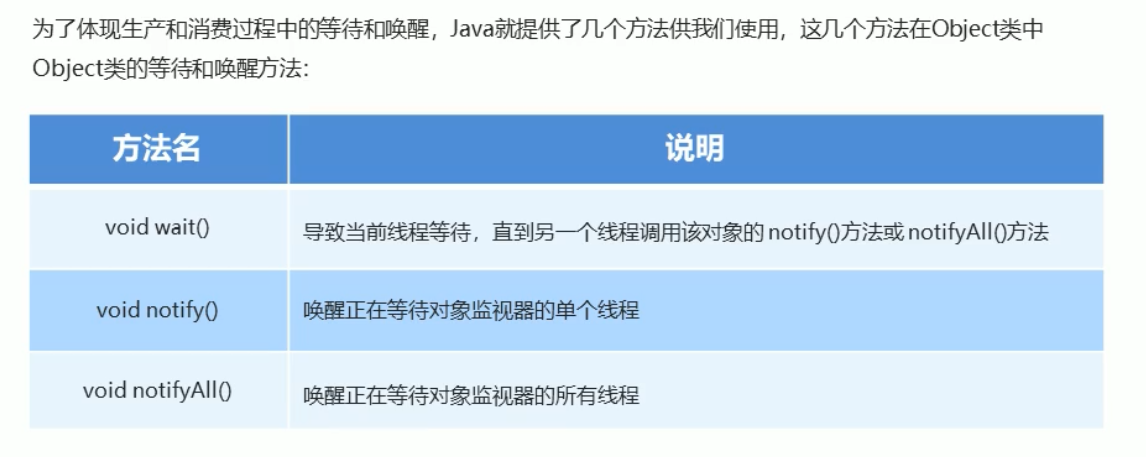 为了体现生产和消费过程中的等待和唤醒，Java就提供了几个方法供我们使用，这几个方法在Object类中
Object类的等待和唤醒方法：
方法名 说明
void wait() 导致当前线程等待，直到另一个线程调用该对象的 notify()方法或 notifyAll()方法
void notify() 唤醒正在等待对象监视器的单个线程
void notifyAll() 唤醒正在等待对象监视器的所有线程